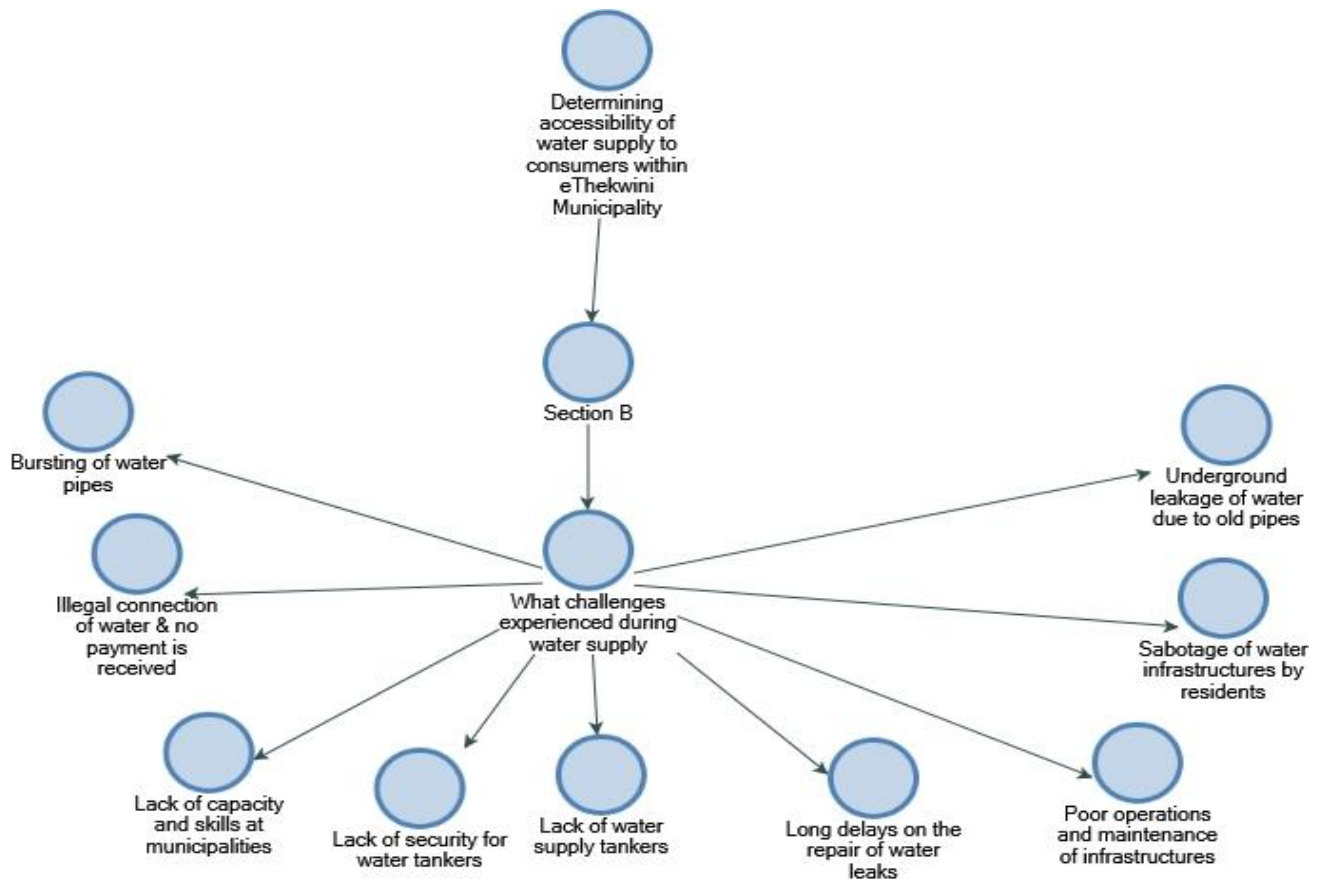 Determining
accessibility of
water supply to
consumers within
eThekwini
Municipality
Section B
Bursting of water
pipes
Underground
leakage of water
due to old pipes
What challenges
experienced during
water supply
Illegal connection
of water & no
payment is
received
Sabotage of water
infrastructures by
residents
Lack of capacity
and skills at
municipalities
Lack of security for
water tankers
Lack of water
supply tankers
Long delays on the
repair of water
leaks
Poor operations
and maintenance
of infrastructures